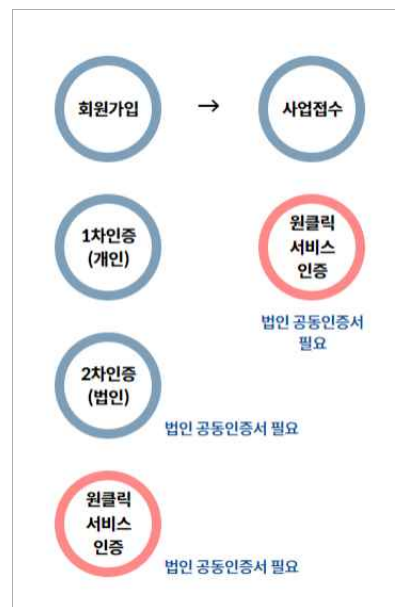 회원가입 → 사업접수
1차인증
(개인)
원클릭
서비스
인증
법인 공동인증서
필요
2차인증
(법인)
법인 공동인증서 필요
원클릭
서비스
인증
법인 공동인증서 필요